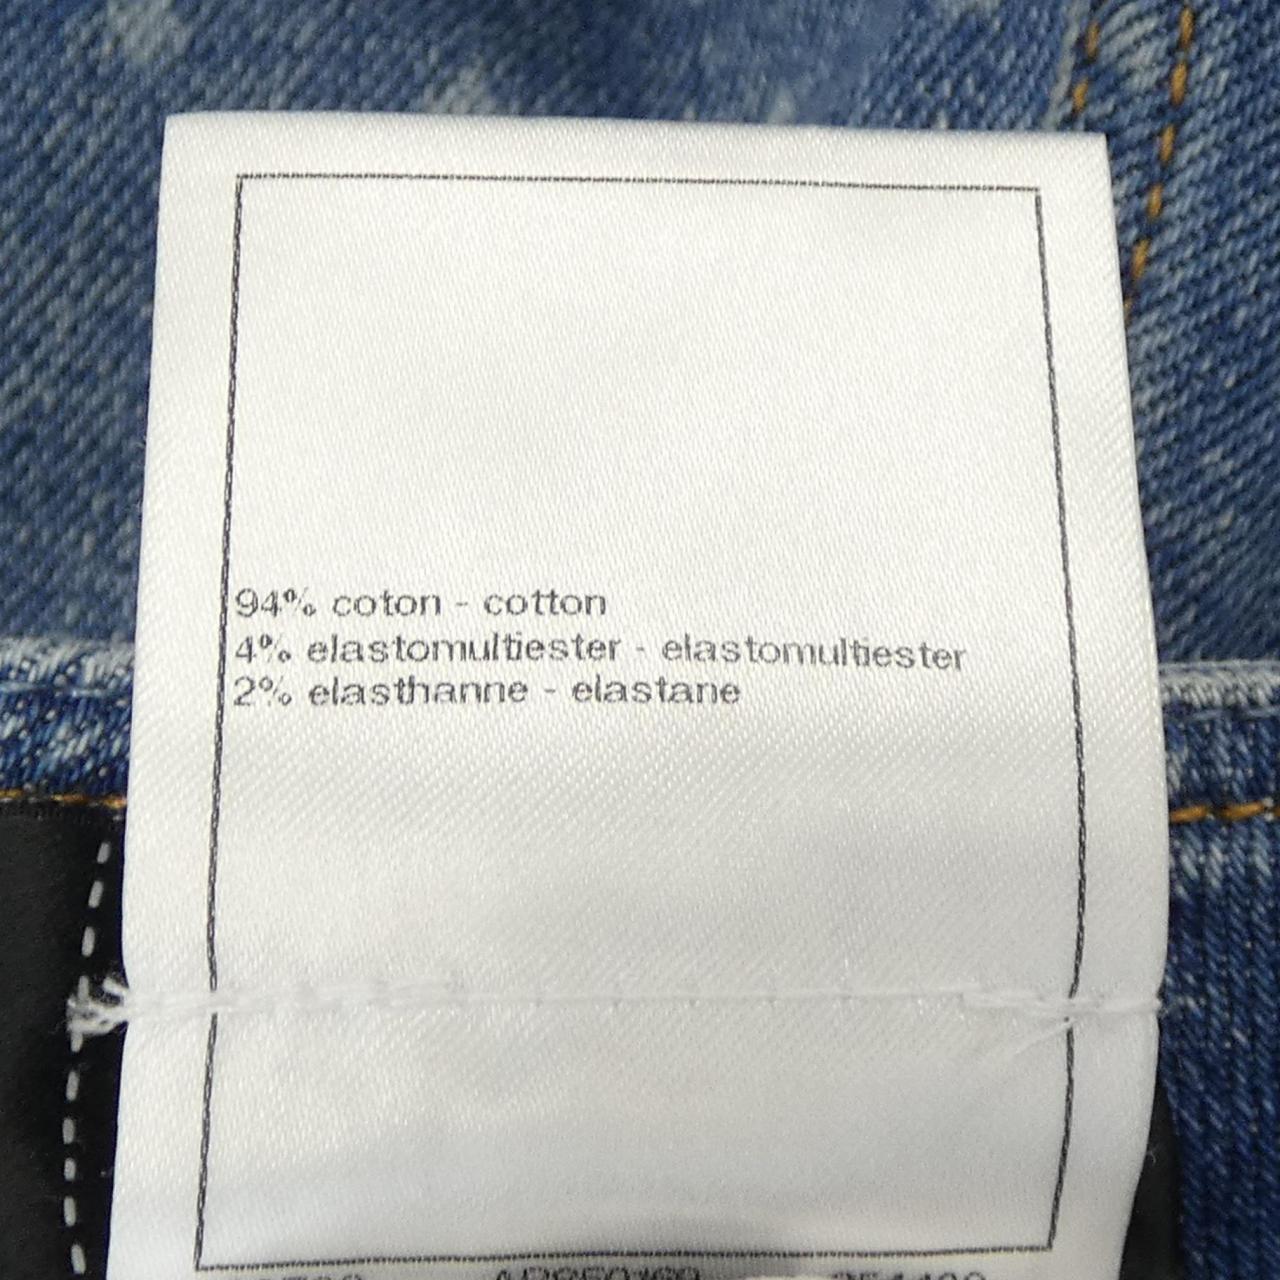 94% coton - cotton
4% elastomultiester - elastomultiester
2% elasthanne - elastane